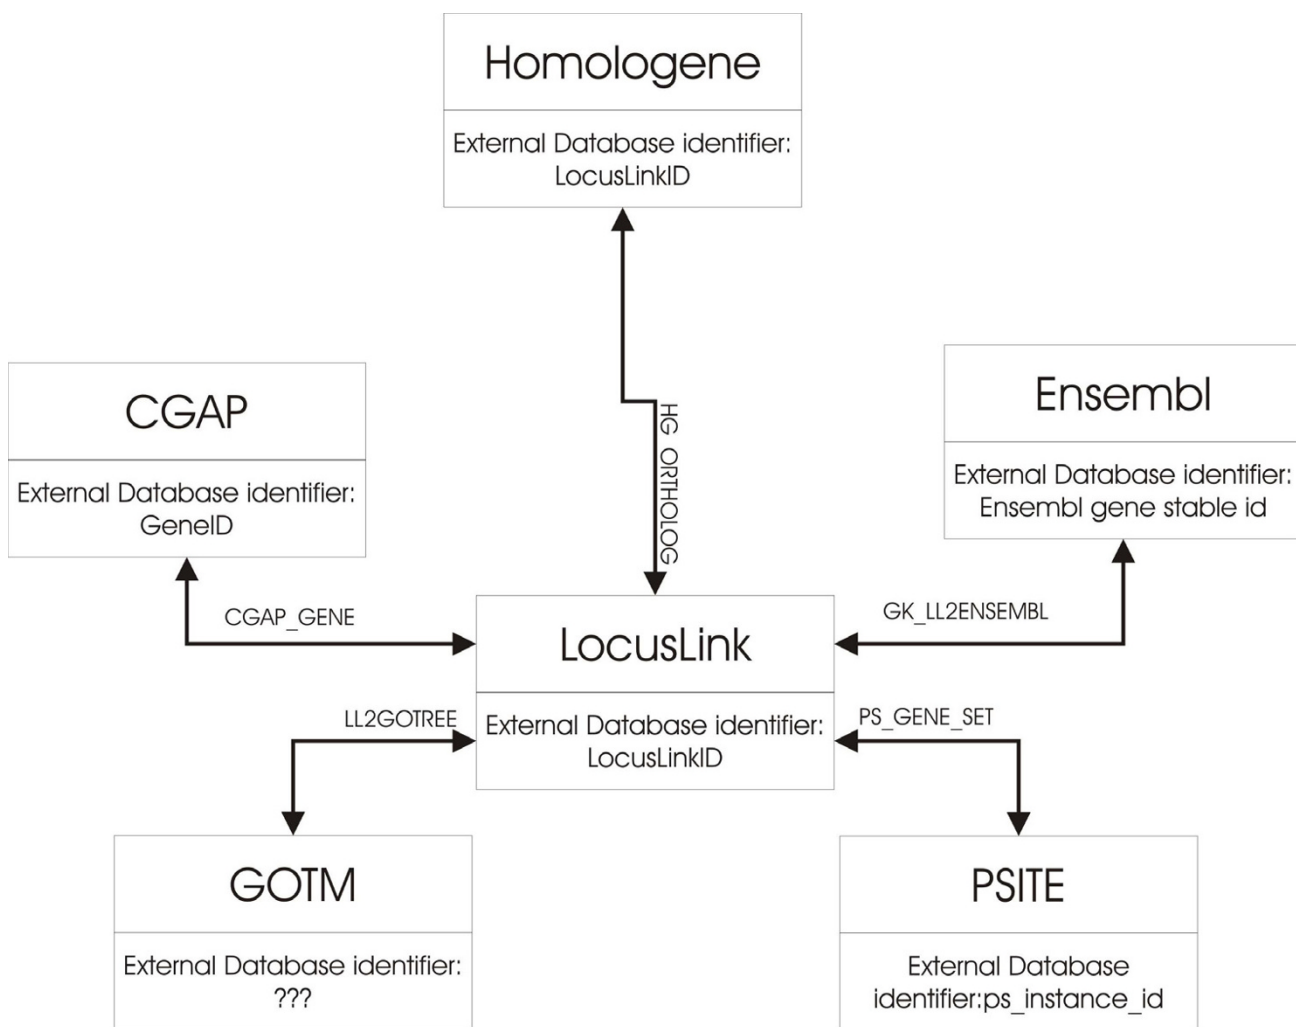 Homologene
External Database identifier:
LocusLinkID
CGAP
External Database identifier:
GeneID
Ensembl
External Database identifier:
Ensembl gene stable id
HG_ORTHOLOG
CGAP_GENE
GK_LL2ENSEMBL
LocusLink
External Database identifier:
LocusLinkID
LL2GOTREE
PS_GENE_SET
GOTM
External Database identifier:
???
PSITE
External Database
identifier:ps_instance_id